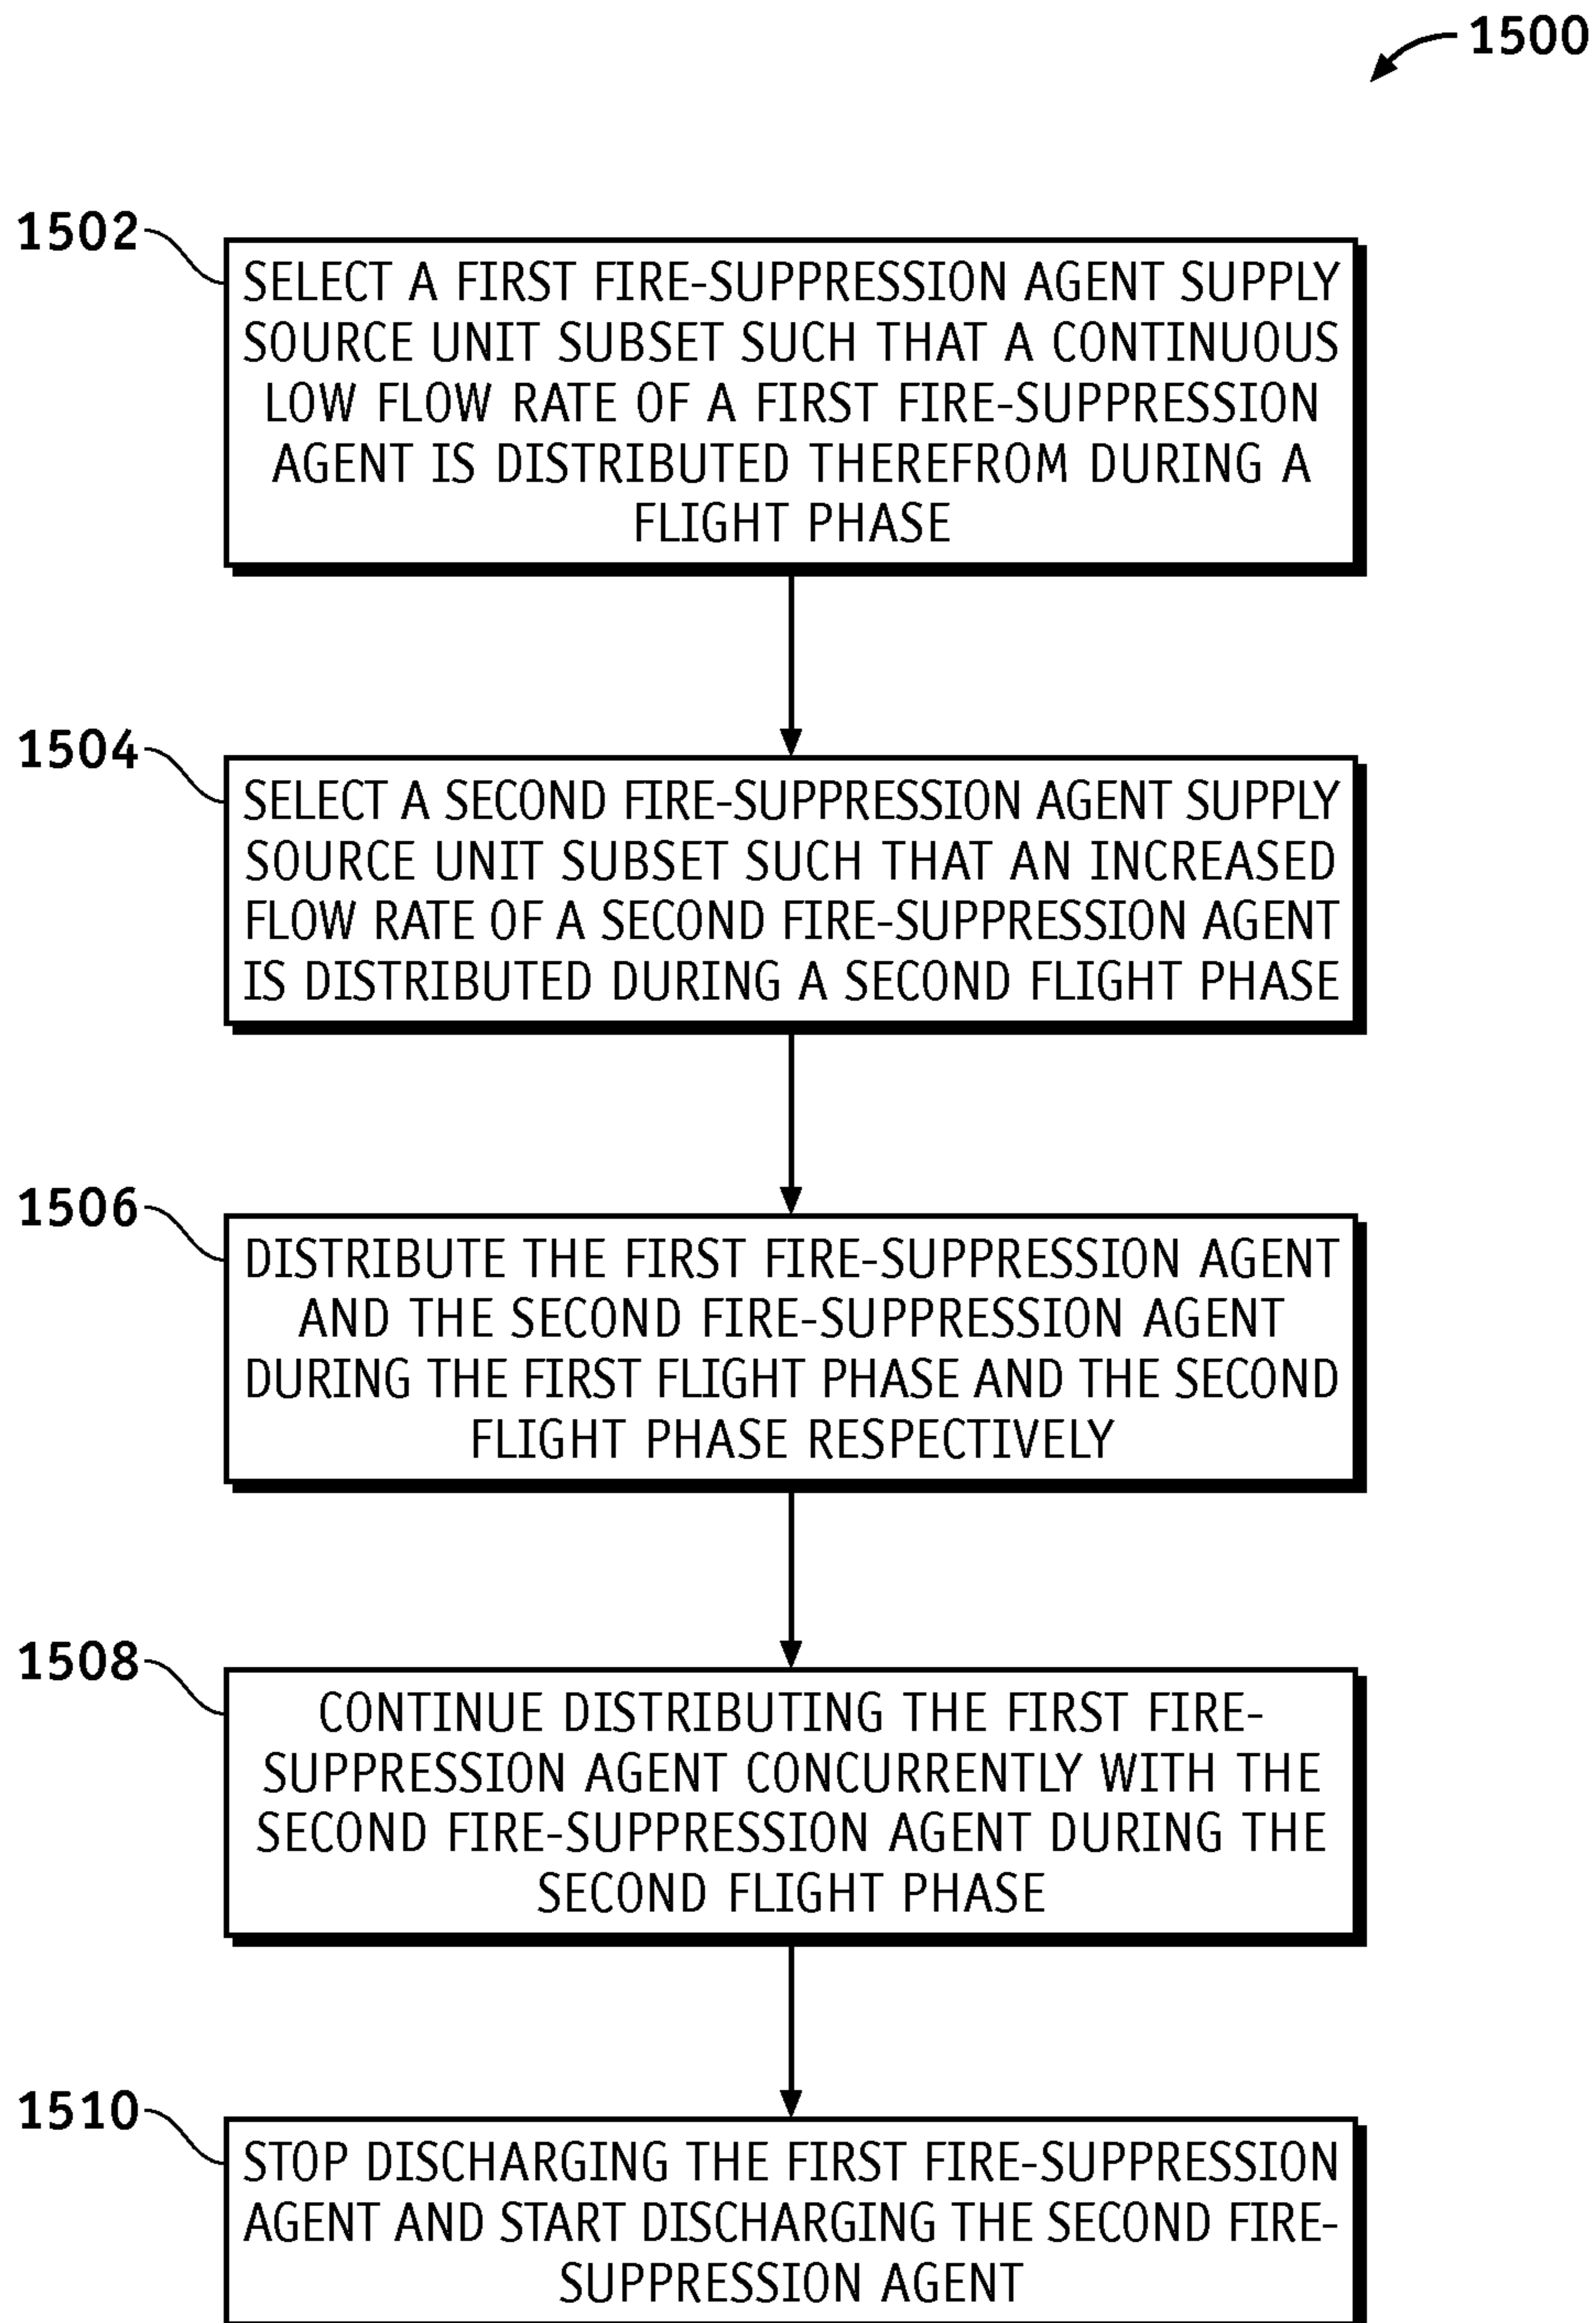 1500
1502
SELECT A FIRST FIRE-SUPPRESSION AGENT SUPPLY
SOURCE UNIT SUBSET SUCH THAT A CONTINUOUS
LOW FLOW RATE OF A FIRST FIRE-SUPPRESSION
AGENT IS DISTRIBUTED THEREFROM DURING A
FLIGHT PHASE
1504
SELECT A SECOND FIRE-SUPPRESSION AGENT SUPPLY
SOURCE UNIT SUBSET SUCH THAT AN INCREASED
FLOW RATE OF A SECOND FIRE-SUPPRESSION AGENT
IS DISTRIBUTED DURING A SECOND FLIGHT PHASE
1506
DISTRIBUTE THE FIRST FIRE-SUPPRESSION AGENT
AND THE SECOND FIRE-SUPPRESSION AGENT
DURING THE FIRST FLIGHT PHASE AND THE SECOND
FLIGHT PHASE RESPECTIVELY
1508
CONTINUE DISTRIBUTING THE FIRST FIRE-
SUPPRESSION AGENT CONCURRENTLY WITH THE
SECOND FIRE-SUPPRESSION AGENT DURING THE
SECOND FLIGHT PHASE
1510
STOP DISCHARGING THE FIRST FIRE-SUPPRESSION
AGENT AND START DISCHARGING THE SECOND FIRE-
SUPPRESSION AGENT